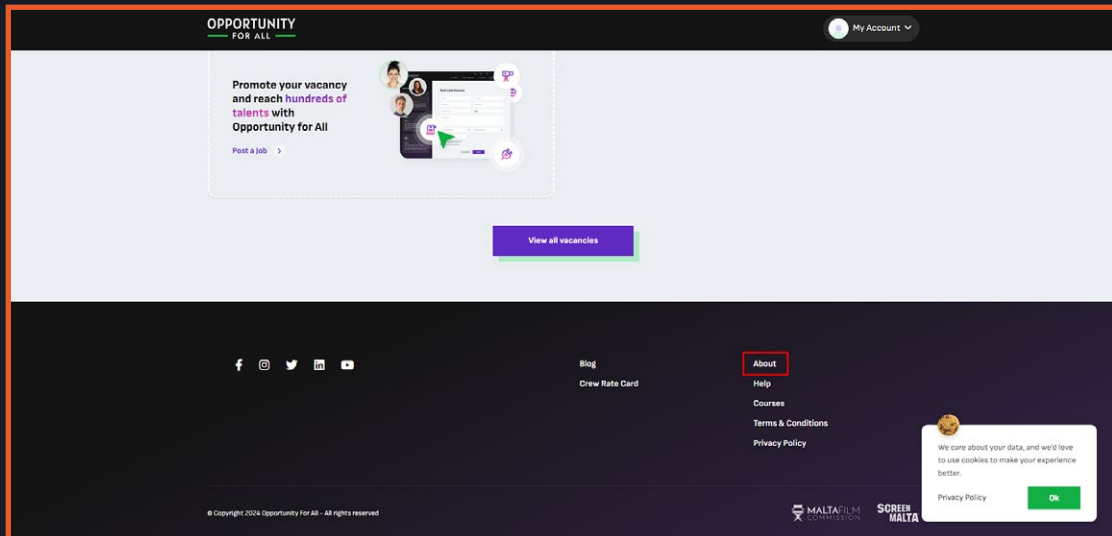 OPPORTUNITY
FOR ALL
My Account
Promote your vacancy
and reach hundreds of
talents with
Opportunity for All
Post a Job
View all vacancies
Blog
Crew Rate Card
About
Help
Courses
Terms & Conditions
Privacy Policy
We care about your data, and we'd love
to use cookies to make your experience
better.
Privacy Policy
Ok
© Copyright 2024 Opportunity For All - All rights reserved
MALTAFILM
COMMISSION
SCREEN
MALTA